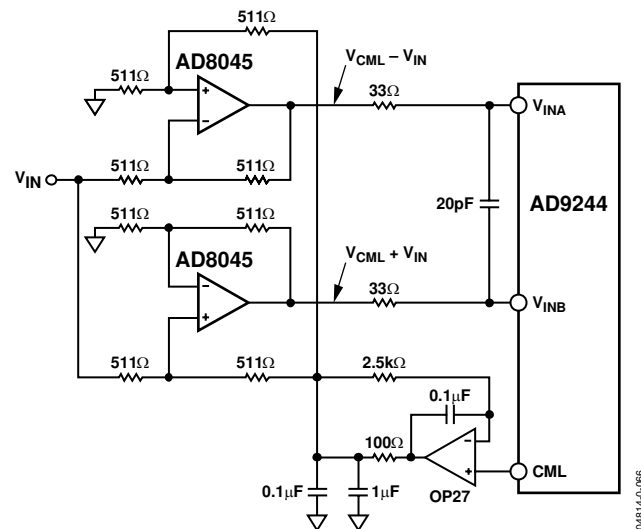 511Ω
AD8045
V_CML – V_IN
511Ω
+
–
33Ω
V_INA
V_IN
511Ω
511Ω
20pF
AD9244
511Ω
511Ω
AD8045
V_CML + V_IN
–
+
33Ω
V_INB
511Ω
511Ω
2.5kΩ
0.1μF
100Ω
–
+
CML
0.1μF
1μF
OP27
04814-0-066